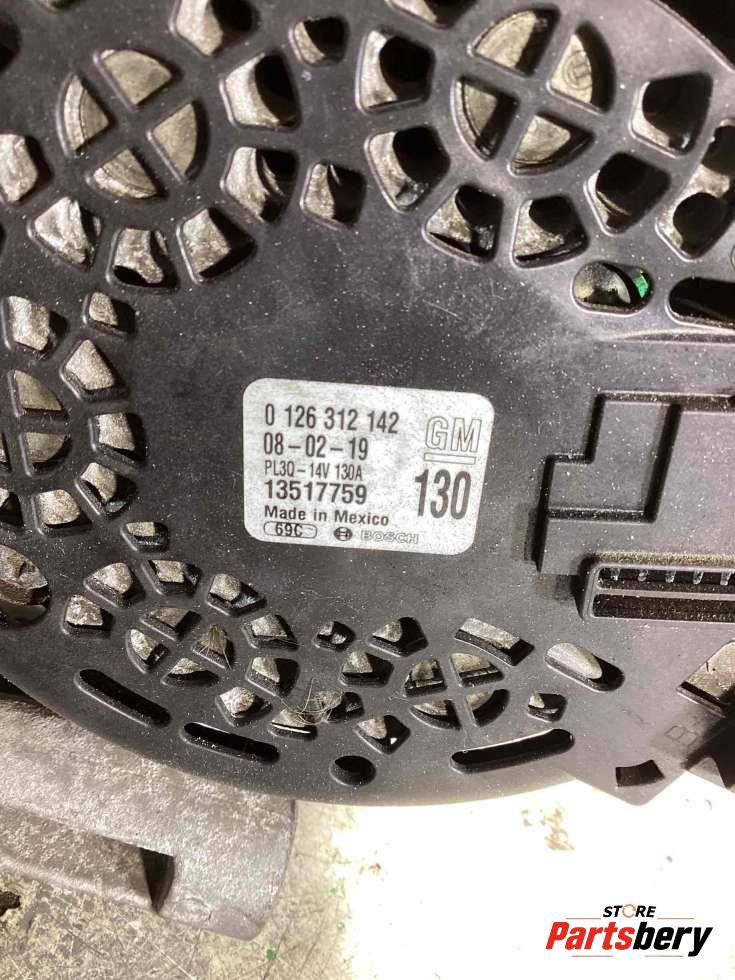 0 126 312 142
GM
08-02-19
PL3Q-14V 130A
13517759
130
Made in Mexico
69C BOSCH
STORE
Partsbery